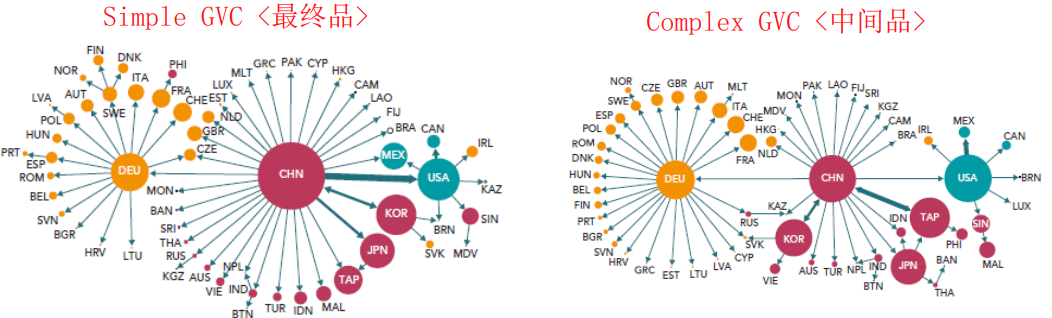 Simple GVC <最终品>
Complex GVC <中间品>
FIN
DNK
NOR
ITA
PHI
LVA
AUT
SWE
FRA
CHE
POL
HUN
GBR
PRT
ESP
CZE
ROM
DEU
BEL
SVN
BGR
HRV
LTU
LUX
MLT
GRC
PAK
CYP
HKG
EST
NLD
CAM
LAO
FIJ
BRA
CAN
MEX
IRL
CHN
USA
KAZ
MON
BAN
SRI
THA
RUS
KGZ
AUS
VIE
NPL
IND
BTN
TUR
IDN
MAL
TAP
JPN
KOR
BRN
SVK
SIN
MDV
NOR
SWE
CZE
GBR
AUT
MLT
ESP
ITA
POL
CHE
ROM
FRA
DNK
HUN
DEU
BEL
FIN
PRT
BGR
SVN
HRV
GRC
EST
LTU
LVA
CYP
SVK
RUS
KAZ
HKG
NLD
MDV
MON
PAK
LAO
FIJ
SRI
KGZ
CAM
BRA
IRL
MEX
CAN
CHN
USA
BRN
LUX
KOR
VIE
AUS
TUR
NPL
IND
BTN
IDN
TAP
JPN
PHI
BAN
THA
SIN
MAL